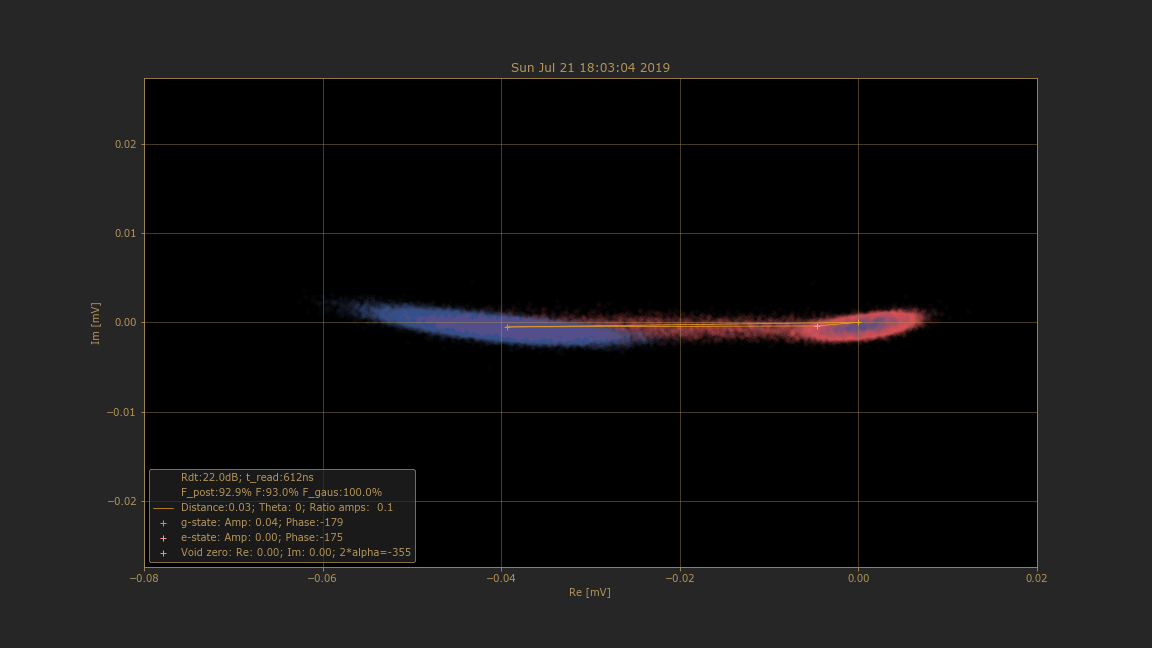 Sun Jul 21 18:03:04 2019
Im [mV]
0.02
0.01
0.00
−0.01
−0.02
Rdt:22.0dB; t_read:612ns
F_post:92.9% F:93.0% F_gaus:100.0%
Distance:0.03; Theta: 0; Ratio amps:  0.1
g-state: Amp: 0.04; Phase:-179
e-state: Amp: 0.00; Phase:-175
Void zero: Re: 0.00; Im: 0.00; 2*alpha=-355
−0.08 −0.06 −0.04 −0.02 0.00 0.02
Re [mV]